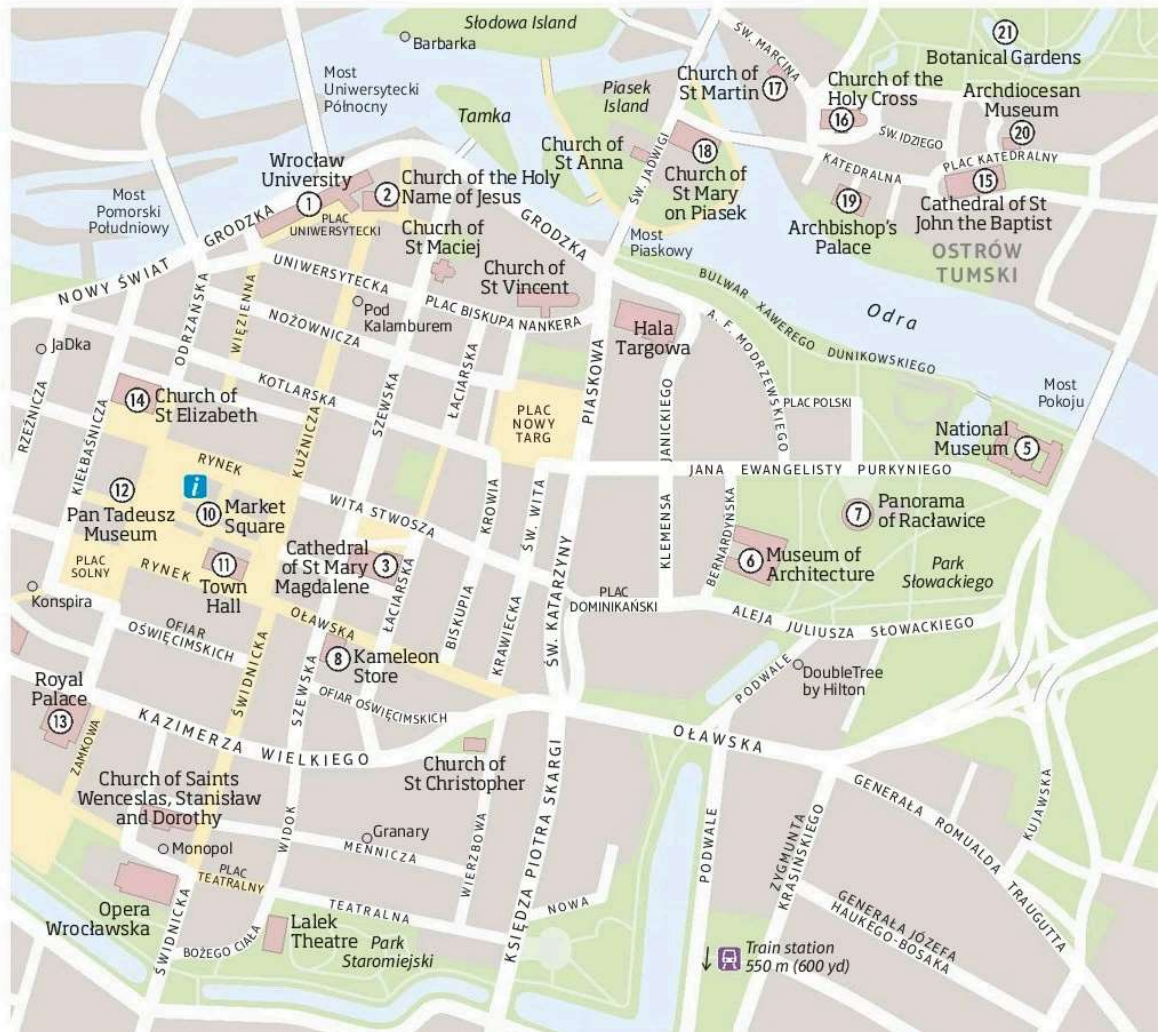 Słodowa Island
Barbarka
Most
Uniwersytecki
Północny
Tamka
Piasek
Island
Church of
St Martin
17
ŚW. MARCINA
21
Botanical Gardens
Church of the
Holy Cross
16
Archdiocesan
Museum
20
ŚW. IDZIEGO
PLAC KATEDRALNY
KATEDRALNA
15
Cathedral of St
John the Baptist
19
Archbishop's
Palace
OSTRÓW
TUMSKI
18
Church of
St Mary
on Piasek
Church of
St Anna
ŚW. JADWIGI
Most
Piaskowy
Wrocław
University
1
2
Church of the Holy
Name of Jesus
PLAC
UNIWERSYTECKI
Most
Pomorski
Południowy
GRODZKA
GRODZKA
NOWY ŚWIAT
Chucrh of
St Maciej
Church of
St Vincent
UNIWERSYTECKA
PLAC BISKUPA NANKERA
Pod
Kalamburem
NOŻOWNICZA
WIĘZIENNA
ODRZAŃSKA
JaDka
KOTLARSKA
RZEŹNICZA
KIEŁBAŚNICZA
14
Church of
St Elizabeth
KUŹNICZA
SZEWSKA
ŁACIARSKA
PLAC
NOWY
TARG
PIASKOWA
Hala
Targowa
BULWAR XAWEREGO DUNIKOWSKIEGO
Odra
A. F. MODRZEWSKIEGO
PLAC POLSKI
Most
Pokoju
National
Museum
5
JANA EWANGELISTY PURKYNIEGO
KLEMENSA JANICKIEGO
BERNARDYŃSKA
7
Panorama
of Racławice
6
Museum of
Architecture
Park
Słowackiego
RYNEK
i
12
Pan Tadeusz
Museum
10
Market
Square
11
Town
Hall
PLAC
SOLNY
RYNEK
WITA STWOSZA
Cathedral
of St Mary
Magdalene
3
ŁACIARSKA
KROWIA
BISKUPIA
ŚW. WITA
KRAWIECKA
ŚW. KATARZYNY
PLAC
DOMINIKAŃSKI
ALEJA JULIUSZA SŁOWACKIEGO
Konspira
OFIAR
OŚWIĘCIMSKICH
OŁAWSKA
8
Kameleon
Store
OFIAR OŚWIĘCIMSKICH
ŚWIDNICKA
SZEWSKA
Royal
Palace
13
ZAMKOWA
KAZIMERZA WIELKIEGO
PODWALE
DoubleTree
by Hilton
OŁAWSKA
Church of
St Christopher
Church of Saints
Wenceslas, Stanisław
and Dorothy
Monopol
WIDOK
Granary
MENNICZA
WIERZBOWA
KSIĘDZA PIOTRA SKARGI
PODWALE
ZYGMUNTA
KRASIŃSKIEGO
GENERAŁA ROMUALDA TRAUGUTTA
KUJAWSKA
GENERAŁA JÓZEFA
HAUKEGO-BOSAKA
PLAC
TEATRALNY
Opera
Wrocławska
TEATRALNA
NOWA
Lalek
Theatre
Park
Staromiejski
BOŻEGO CIAŁA
ŚWIDNICKA
Train station
550 m (600 yd)